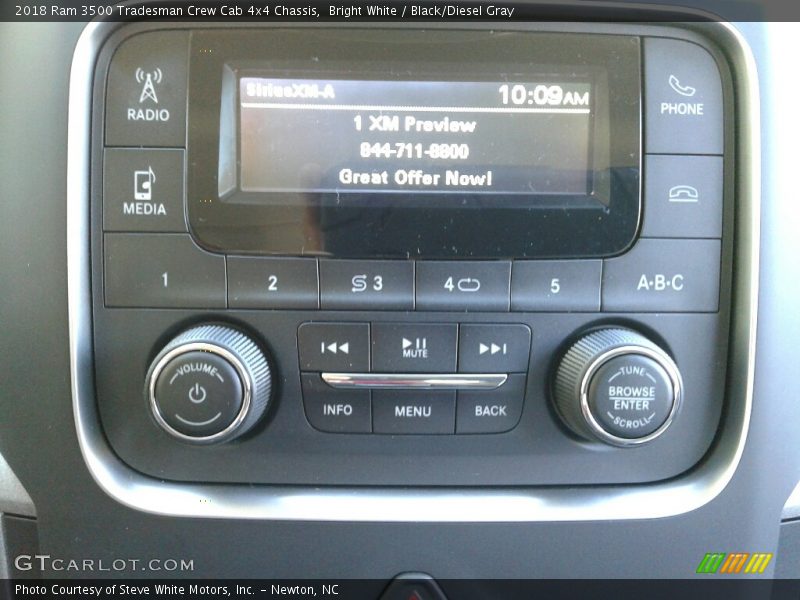 2018 Ram 3500 Tradesman Crew Cab 4x4 Chassis,  Bright White / Black/Diesel Gray
SiriusXM-A 10:09AM
RADIO
PHONE
1 XM Preview
844-711-8800
Great Offer Now!
MEDIA
1 2 3 4 5 A·B·C
MUTE
VOLUME
INFO MENU BACK
TUNE
BROWSE
ENTER
SCROLL
GTCARLOT.COM
Photo Courtesy of Steve White Motors, Inc. – Newton, NC